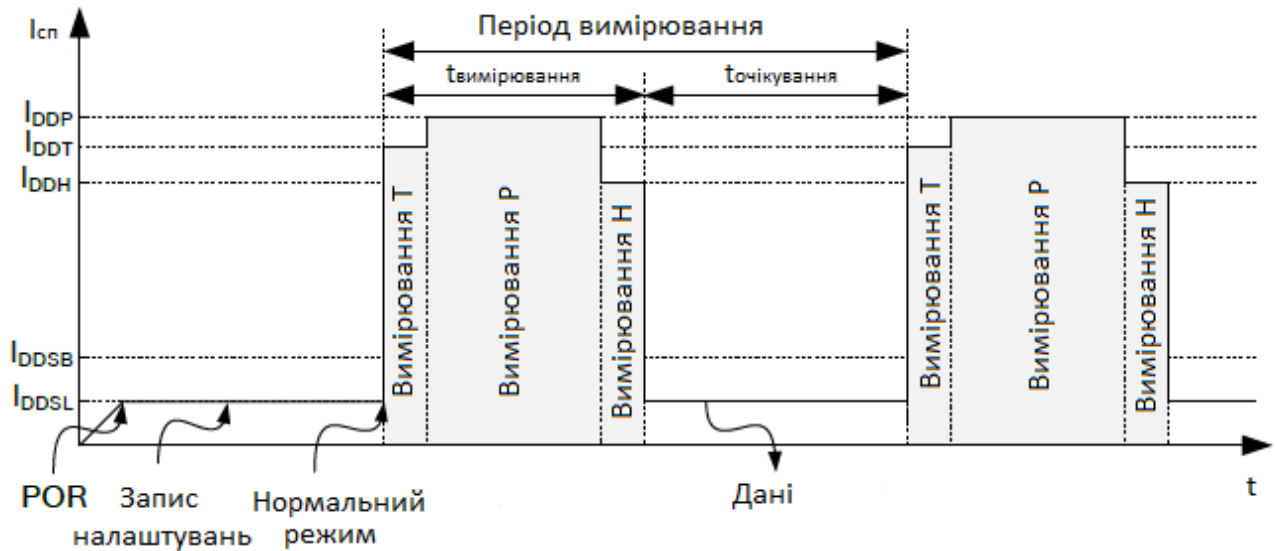 Iсп
Період вимірювання
tвимірювання
tочікування
IDDP
IDDT
IDDH
IDDSB
IDDSL
Вимірювання T
Вимірювання P
Вимірювання H
Вимірювання T
Вимірювання P
Вимірювання H
POR
Запис
налаштувань
Нормальний
режим
Дані
t